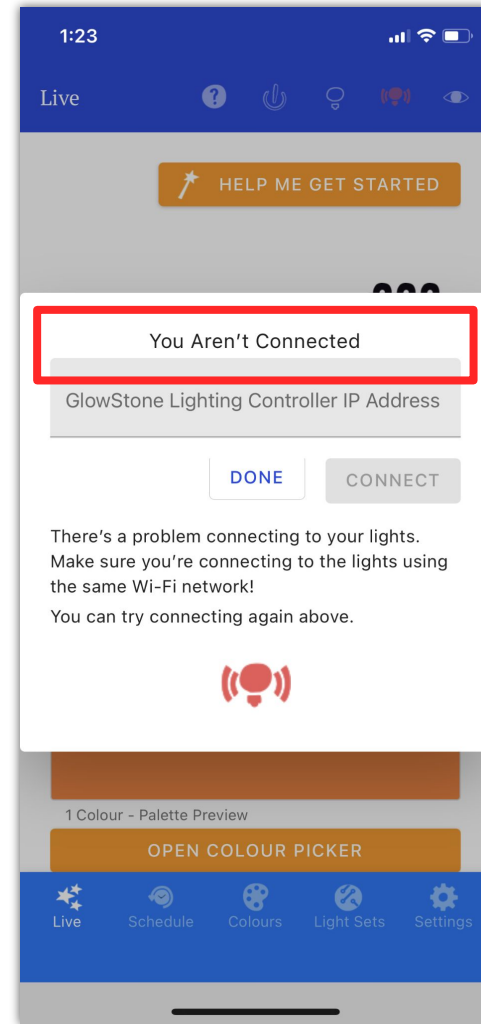 1:23
Live
?
HELP ME GET STARTED
You Aren't Connected
GlowStone Lighting Controller IP Address
DONE
CONNECT
There's a problem connecting to your lights.
Make sure you're connecting to the lights using
the same Wi-Fi network!
You can try connecting again above.
1 Colour - Palette Preview
OPEN COLOUR PICKER
Live
Schedule
Colours
Light Sets
Settings